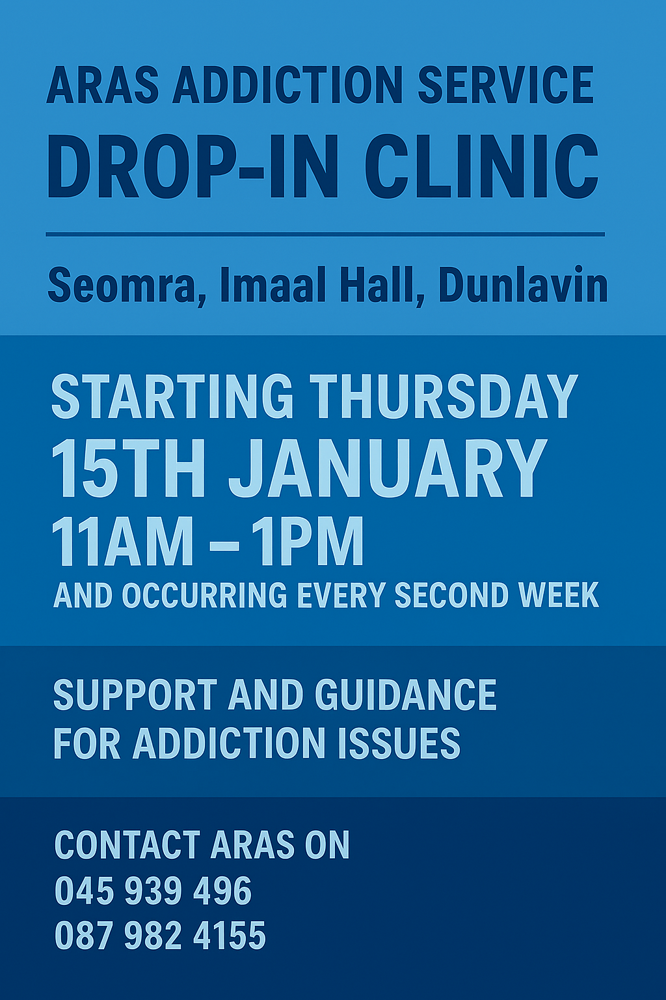 ARAS ADDICTION SERVICE
DROP-IN CLINIC
Seomra, Imaal Hall, Dunlavin
STARTING THURSDAY
15TH JANUARY
11AM – 1PM
AND OCCURRING EVERY SECOND WEEK
SUPPORT AND GUIDANCE
FOR ADDICTION ISSUES
CONTACT ARAS ON
045 939 496
087 982 4155